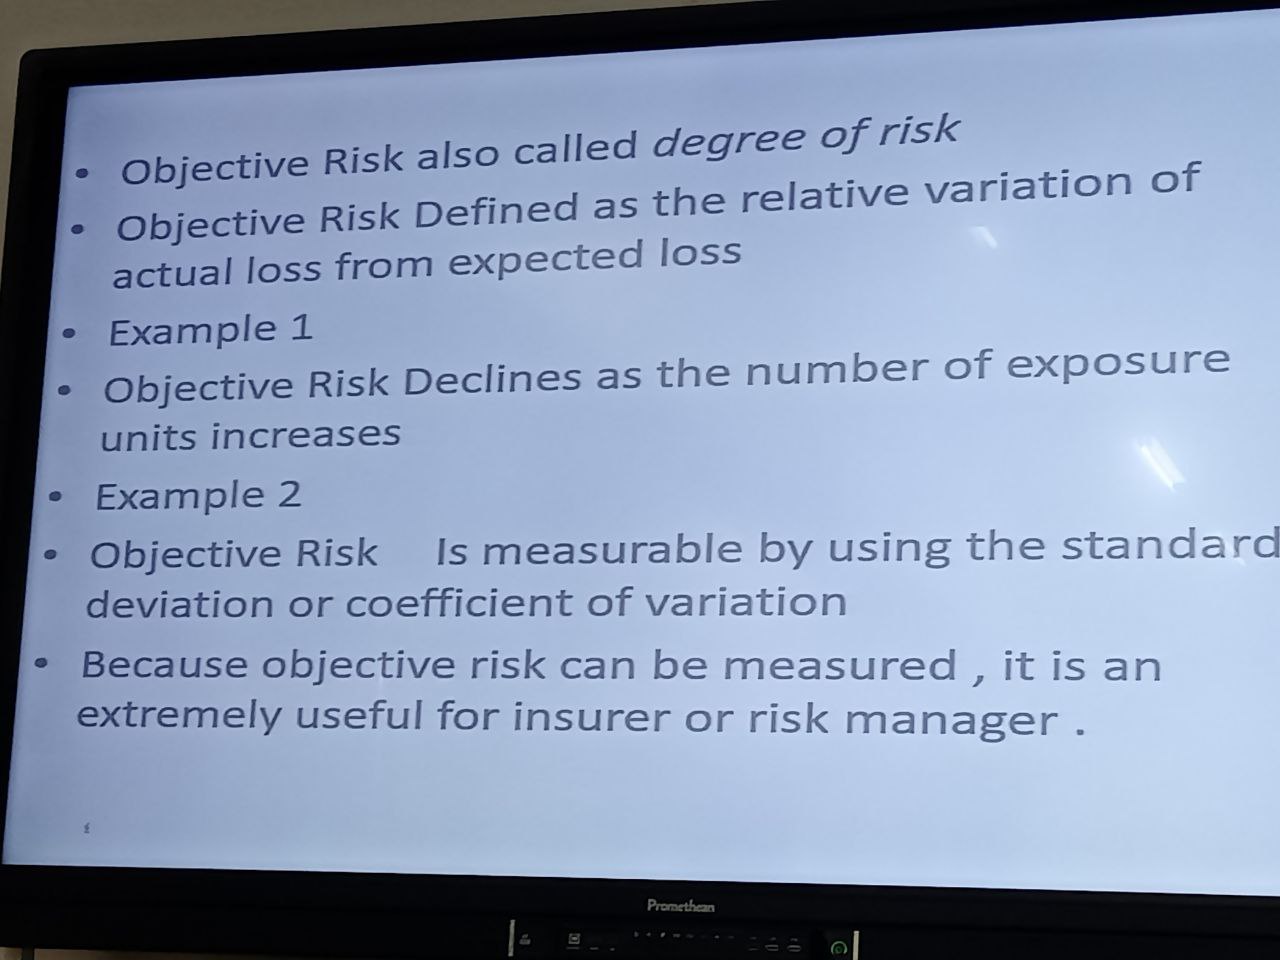 • Objective Risk also called degree of risk
• Objective Risk Defined as the relative variation of
actual loss from expected loss
• Example 1
• Objective Risk Declines as the number of exposure
units increases
• Example 2
• Objective Risk Is measurable by using the standard
deviation or coefficient of variation
• Because objective risk can be measured , it is an
extremely useful for insurer or risk manager .
Promethean